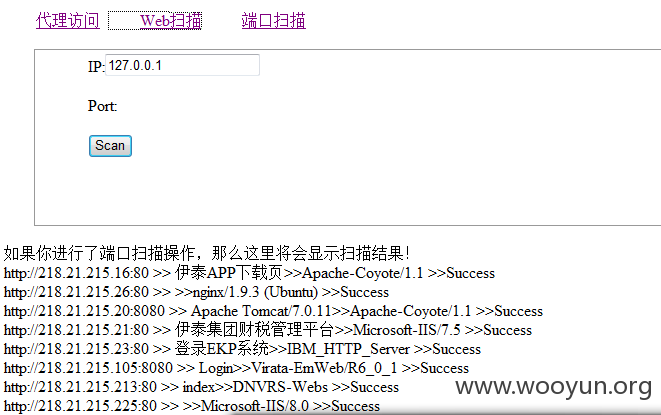 代理访问 Web扫描 端口扫描
IP: 127.0.0.1
Port:
Scan
如果你进行了端口扫描操作，那么这里将会显示扫描结果！
http://218.21.215.16:80 >> 伊泰APP下载页>>Apache-Coyote/1.1 >>Success
http://218.21.215.26:80 >> >>nginx/1.9.3 (Ubuntu) >>Success
http://218.21.215.20:8080 >> Apache Tomcat/7.0.11>>Apache-Coyote/1.1 >>Success
http://218.21.215.21:80 >> 伊泰集团财税管理平台>>Microsoft-IIS/7.5 >>Success
http://218.21.215.23:80 >> 登录EKP系统>>IBM_HTTP_Server >>Success
http://218.21.215.105:8080 >> Login>>Virata-EmWeb/R6_0_1 >>Success
http://218.21.215.213:80 >> index>>DNVRS-Webs >>Success
http://218.21.215.225:80 >> >>Microsoft-IIS/8.0 >>Success
www.wooyun.org